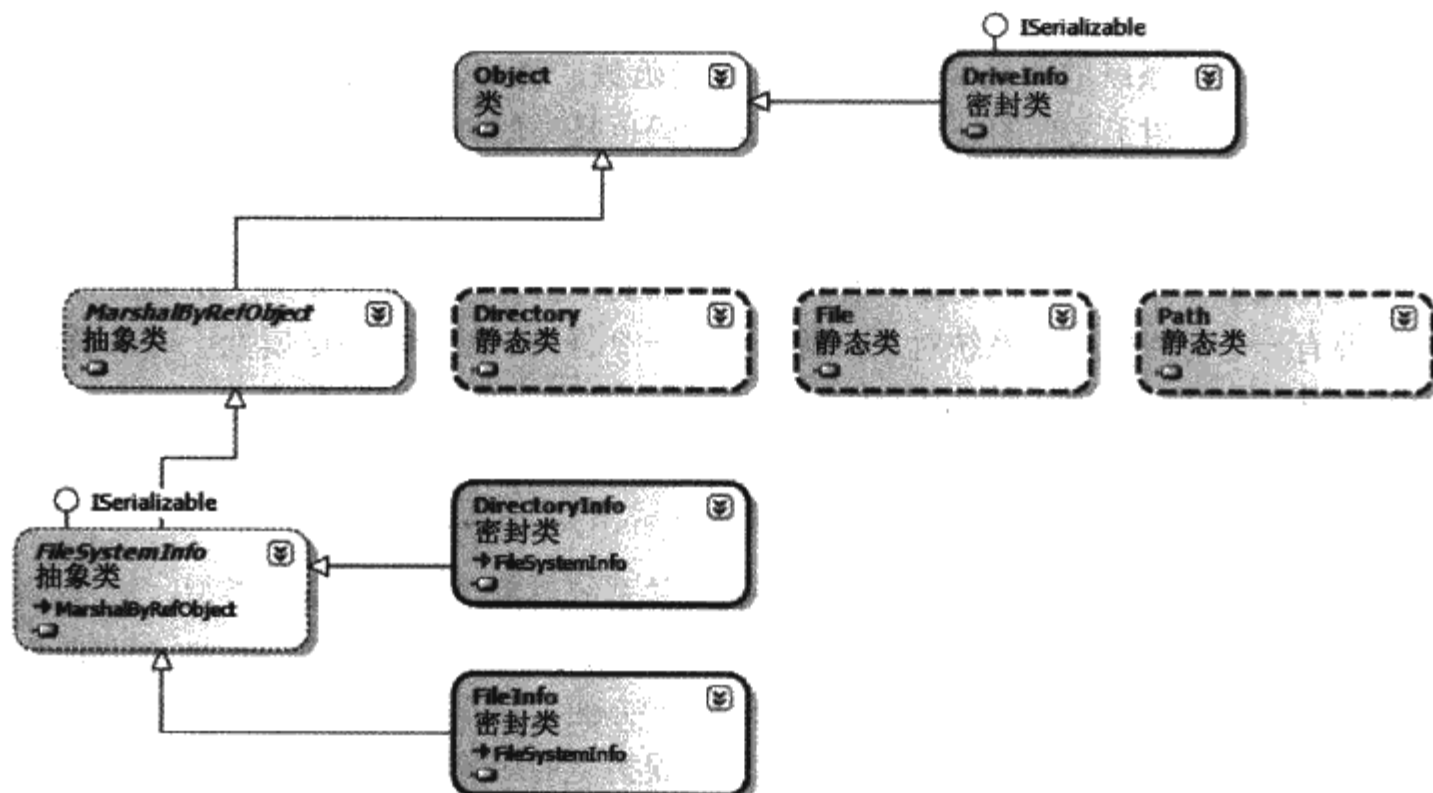 ISerializable
Object
类
DriveInfo
密封类
MarshalByRefObject
抽象类
Directory
静态类
File
静态类
Path
静态类
ISerializable
FileSystemInfo
抽象类
MarshalByRefObject
DirectoryInfo
密封类
FileSystemInfo
FileInfo
密封类
FileSystemInfo